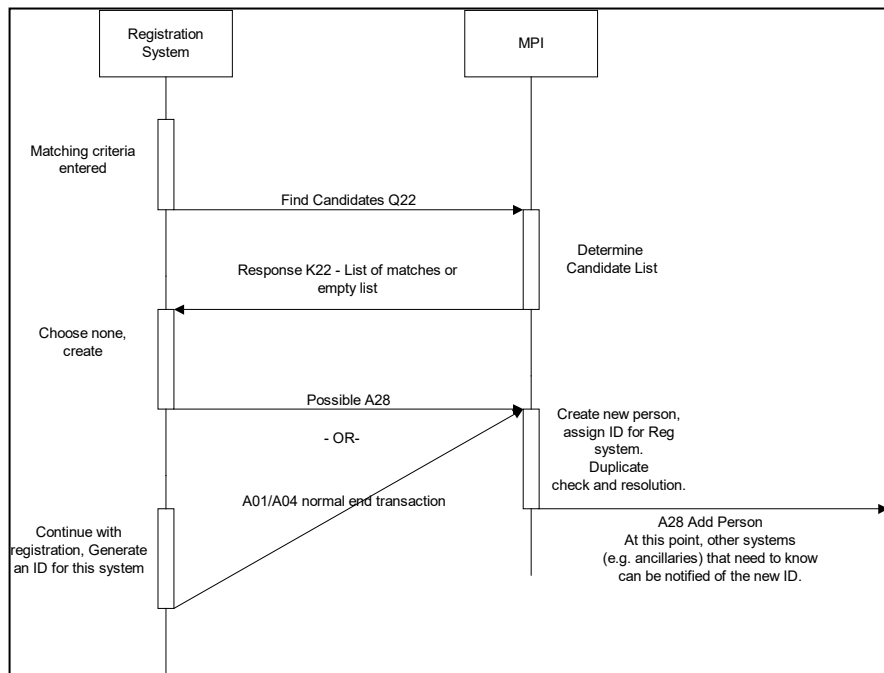 Registration
System
MPI
Matching criteria
entered
Find Candidates Q22
Determine
Candidate List
Response K22 - List of matches or
empty list
Choose none,
create
Possible A28
- OR-
Create new person,
assign ID for Reg
system.
Duplicate
check and resolution.
A01/A04 normal end transaction
Continue with
registration, Generate
an ID for this system
A28 Add Person
At this point, other systems
(e.g. ancillaries) that need to know
can be notified of the new ID.